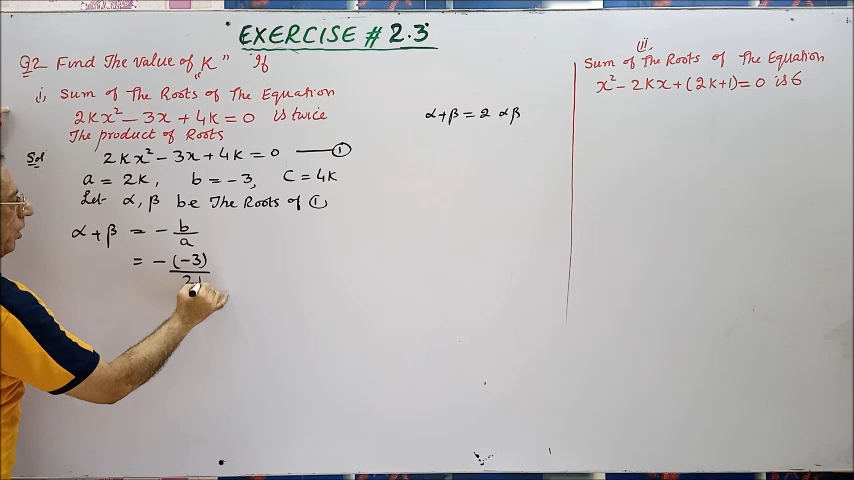 EXERCISE # 2.3
Q2 Find The value of "K" If
i, Sum of The Roots of The Equation
2Kx² - 3x + 4K = 0 is twice
The product of Roots
Sol 2Kx² - 3x + 4K = 0 —— ①
a = 2K, b = -3, C = 4K
Let α, β be The Roots of ①
α + β = - b/a
= - (-3)/2
α + β = 2 αβ
(ii,
Sum of The Roots of The Equation
x² - 2Kx + (2K+1) = 0 is 6